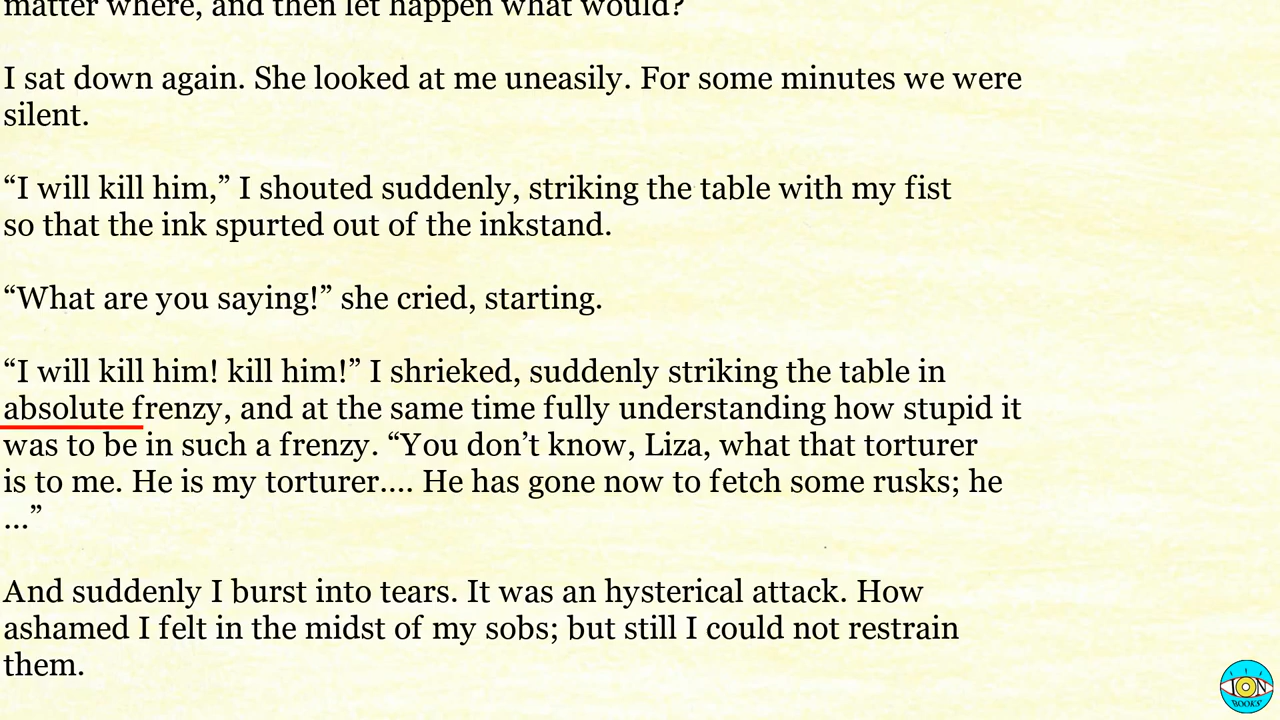 matter where, and then let happen what would?
I sat down again. She looked at me uneasily. For some minutes we were
silent.
“I will kill him,” I shouted suddenly, striking the table with my fist
so that the ink spurted out of the inkstand.
“What are you saying!” she cried, starting.
“I will kill him! kill him!” I shrieked, suddenly striking the table in
absolute frenzy, and at the same time fully understanding how stupid it
was to be in such a frenzy. “You don’t know, Liza, what that torturer
is to me. He is my torturer.... He has gone now to fetch some rusks; he
...”
And suddenly I burst into tears. It was an hysterical attack. How
ashamed I felt in the midst of my sobs; but still I could not restrain
them.
ION
BOOKS